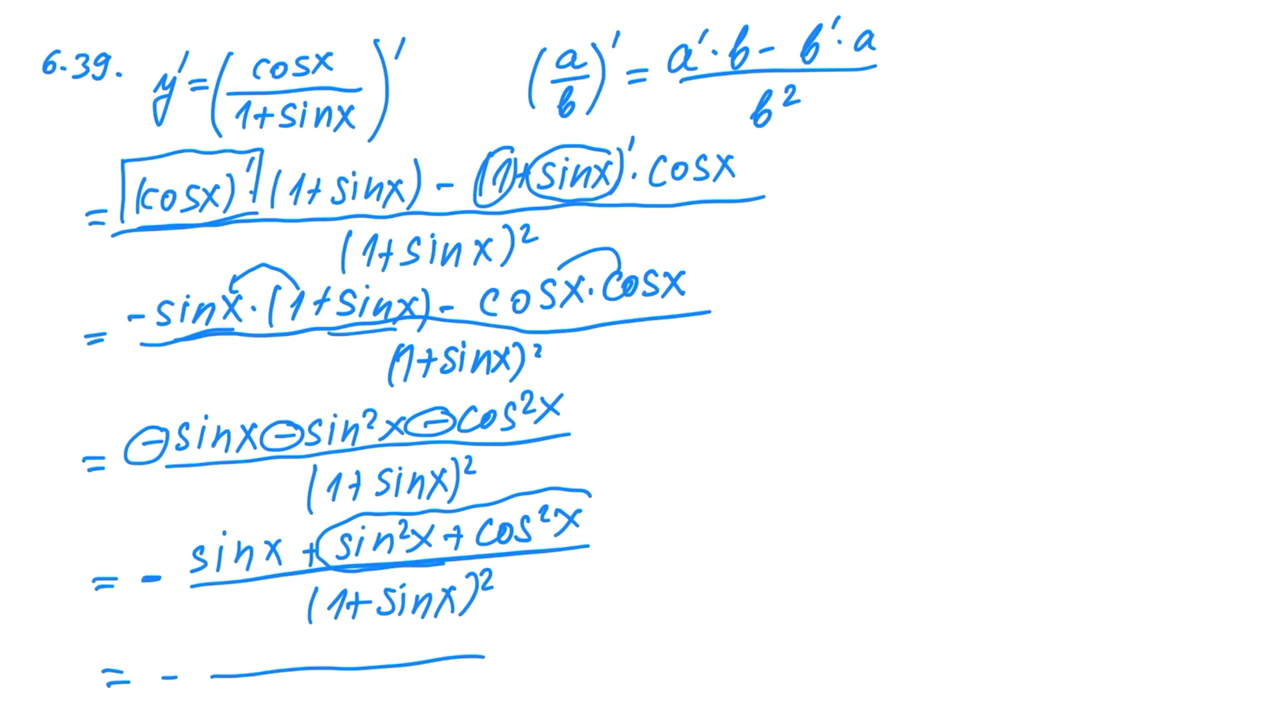 6.39. y' = (cosx / 1+sinx)' (a/b)' = a'·b - b'·a / b²
= (cosx)'·(1+sinx) - (1+sinx)'·cosx / (1+sinx)²
= -sinx·(1+sinx) - cosx·cosx / (1+sinx)²
= -sinx - sin²x - cos²x / (1+sinx)²
= - sinx + sin²x + cos²x / (1+sinx)²
= -